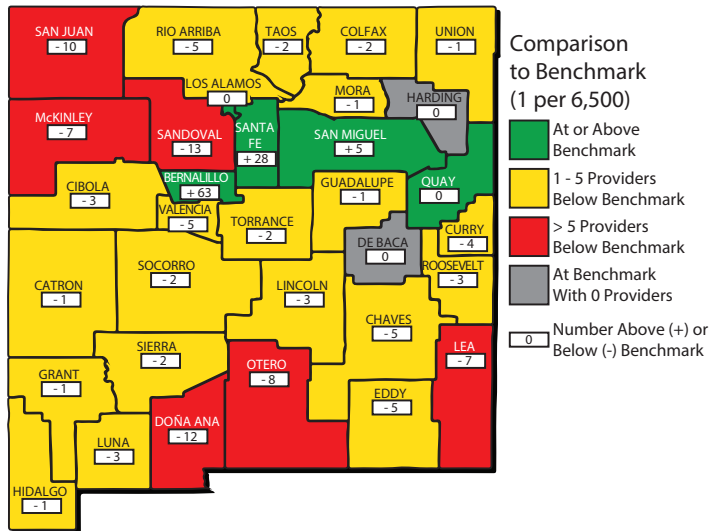 SAN JUAN
- 10
RIO ARRIBA
- 5
TAOS
- 2
COLFAX
- 2
UNION
- 1
LOS ALAMOS
0
MORA
- 1
HARDING
0
McKINLEY
- 7
SANDOVAL
- 13
SANTA
FE
+ 28
SAN MIGUEL
+ 5
CIBOLA
- 3
BERNALILLO
+ 63
VALENCIA
- 5
TORRANCE
- 2
GUADALUPE
- 1
QUAY
0
CURRY
- 4
DE BACA
0
ROOSEVELT
- 3
CATRON
- 1
SOCORRO
- 2
LINCOLN
- 3
CHAVES
- 5
SIERRA
- 2
OTERO
- 8
LEA
- 7
GRANT
- 1
EDDY
- 5
DOÑA ANA
- 12
LUNA
- 3
HIDALGO
- 1
Comparison
to Benchmark
(1 per 6,500)
At or Above
Benchmark
1 - 5 Providers
Below Benchmark
> 5 Providers
Below Benchmark
At Benchmark
With 0 Providers
0
Number Above (+) or
Below (-) Benchmark